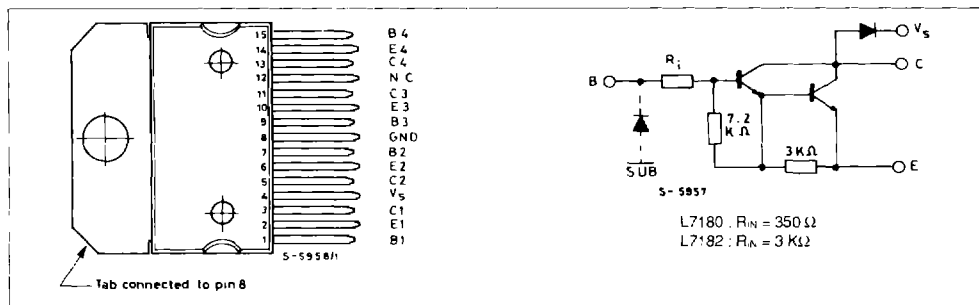 15 B4
14 E4
13 C4
12 NC
11 C3
10 E3
9 B3
8 GND
7 B2
6 E2
5 C2
4 Vs
3 C1
2 E1
1 B1
S-5958/1
Tab connected to pin 8
Vs
C
B
Ri
7.2
KΩ
3KΩ
E
SUB
S-5957
L7180 : RIN = 350 Ω
L7182 : RIN = 3 KΩ